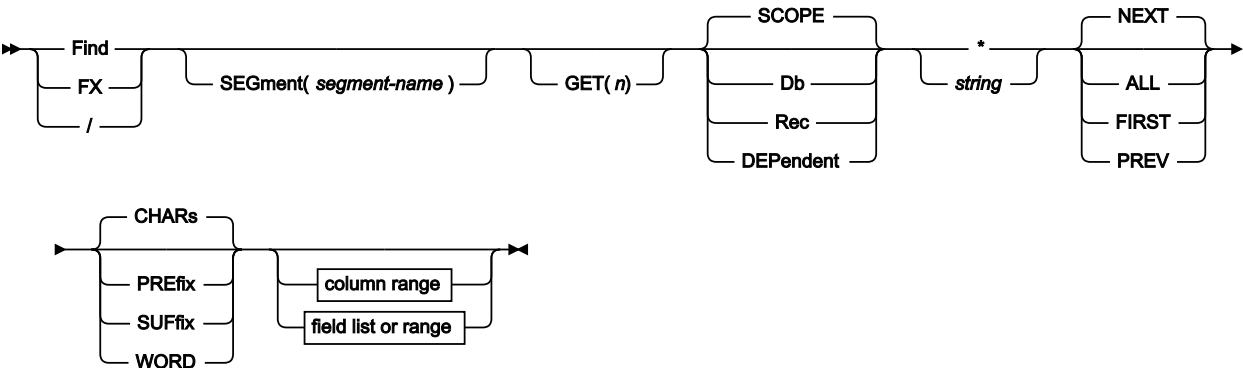 SCOPE
NEXT
Find
SEGment( segment-name )
GET( n)
*
FX
Db
string
ALL
/
Rec
FIRST
DEPendent
PREV
CHARs
PREfix
column range
SUFfix
field list or range
WORD